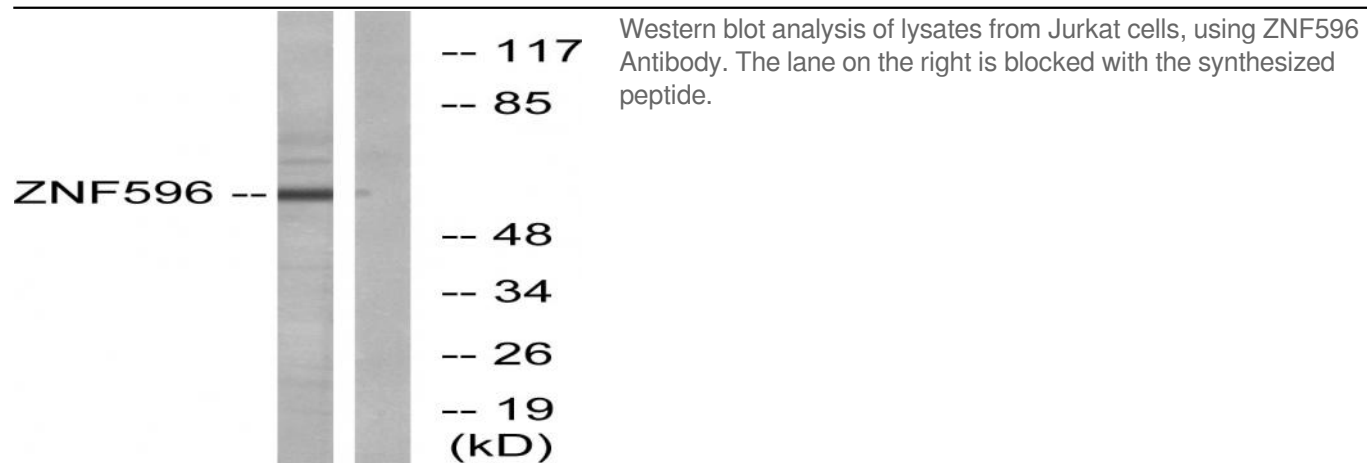 Western blot analysis of lysates from Jurkat cells, using ZNF596
Antibody. The lane on the right is blocked with the synthesized
peptide.
-- 117
-- 85
ZNF596 --
-- 48
-- 34
-- 26
-- 19
(kD)